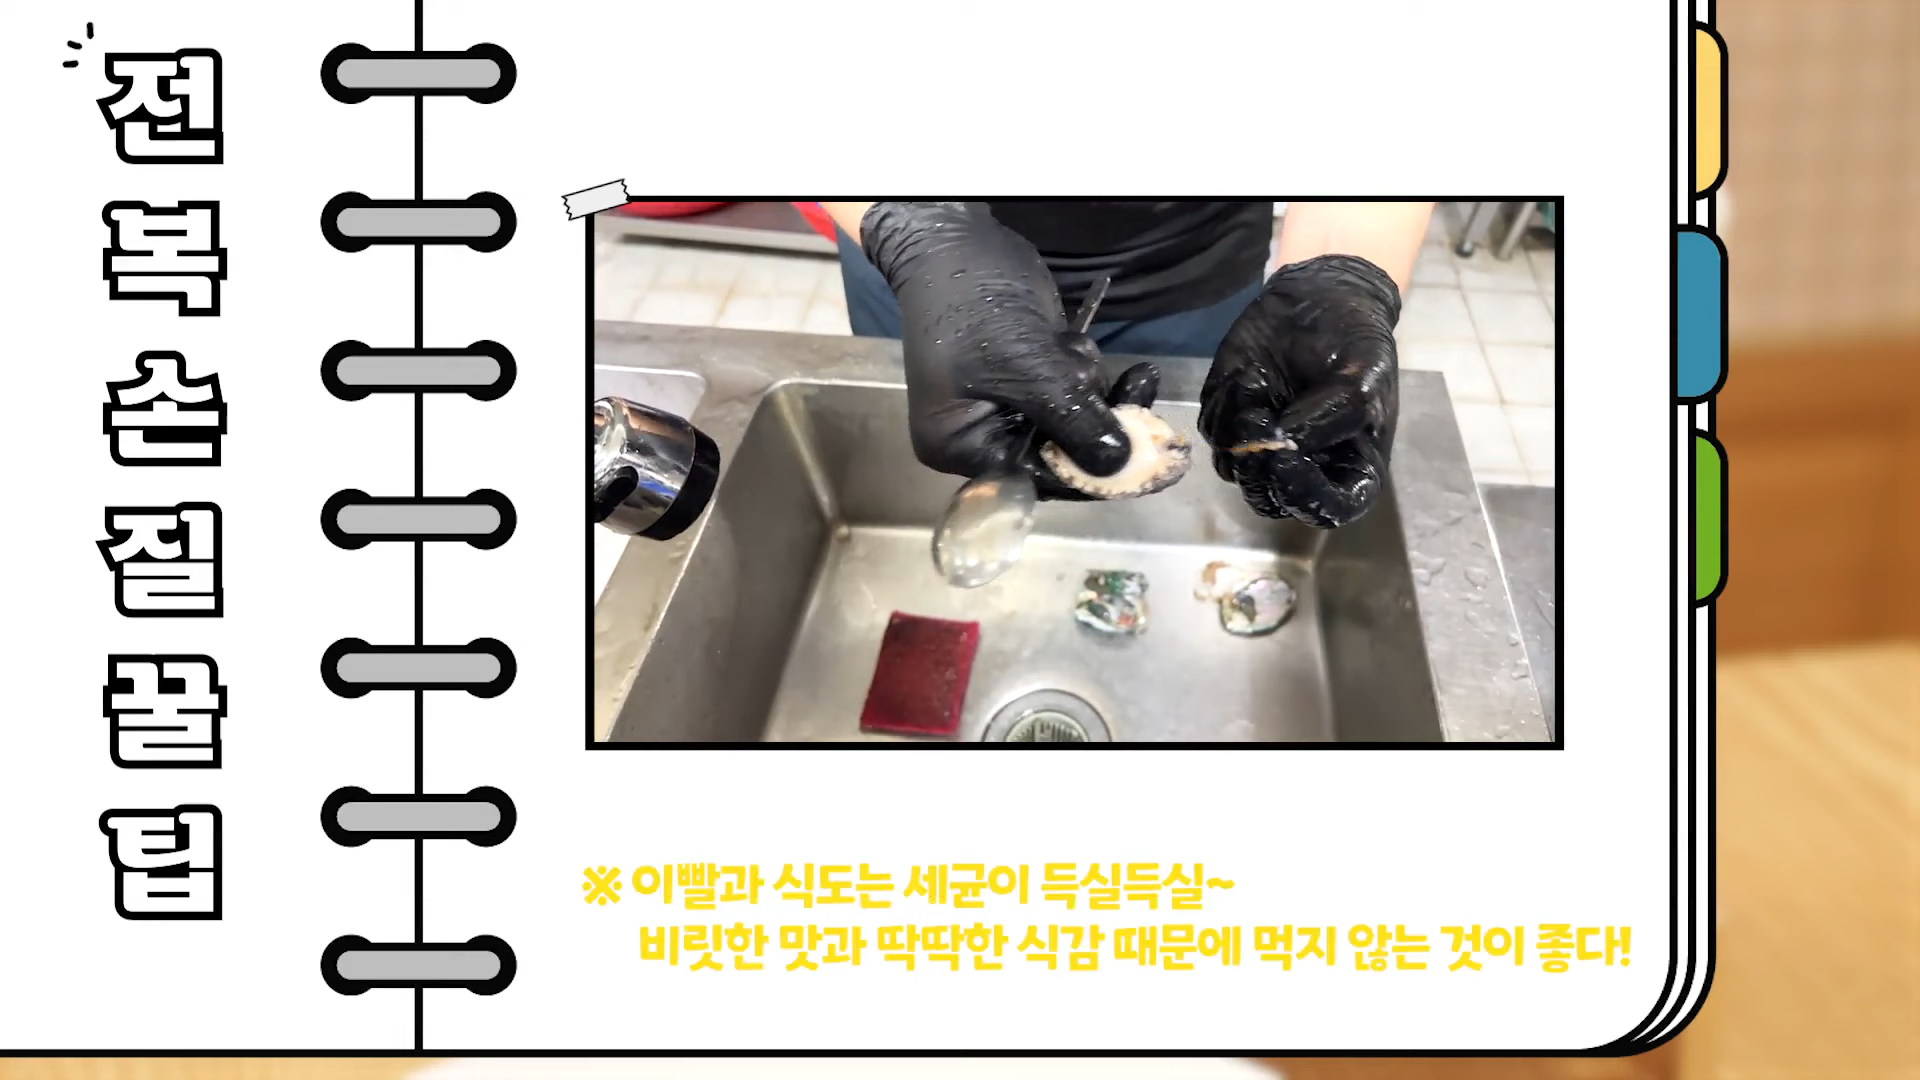 전복손질꿀팁
※ 이빨과 식도는 세균이 득실득실~
비릿한 맛과 딱딱한 식감 때문에 먹지 않는 것이 좋다!